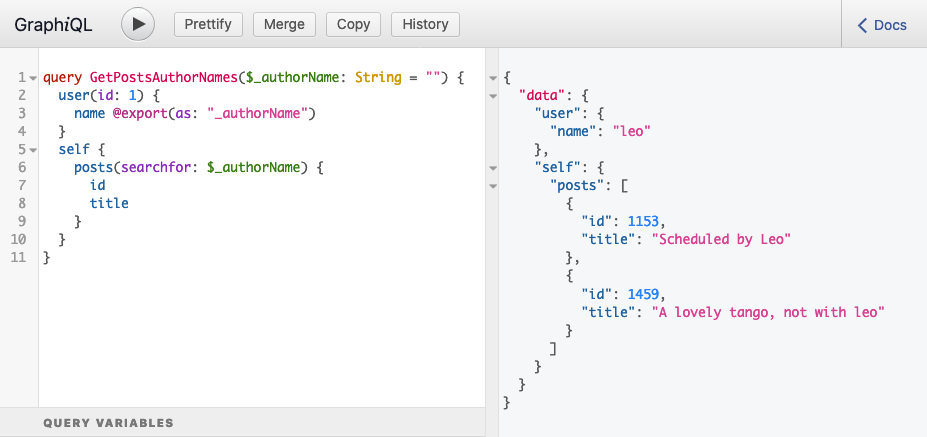 GraphiQL Prettify Merge Copy History Docs
1 query GetPostsAuthorNames($_authorName: String = "") {
2 user(id: 1) {
3 name @export(as: "_authorName")
4 }
5 self {
6 posts(searchfor: $_authorName) {
7 id
8 title
9 }
10 }
11 }
QUERY VARIABLES
{
"data": {
"user": {
"name": "leo"
},
"self": {
"posts": [
{
"id": 1153,
"title": "Scheduled by Leo"
},
{
"id": 1459,
"title": "A lovely tango, not with leo"
}
]
}
}
}